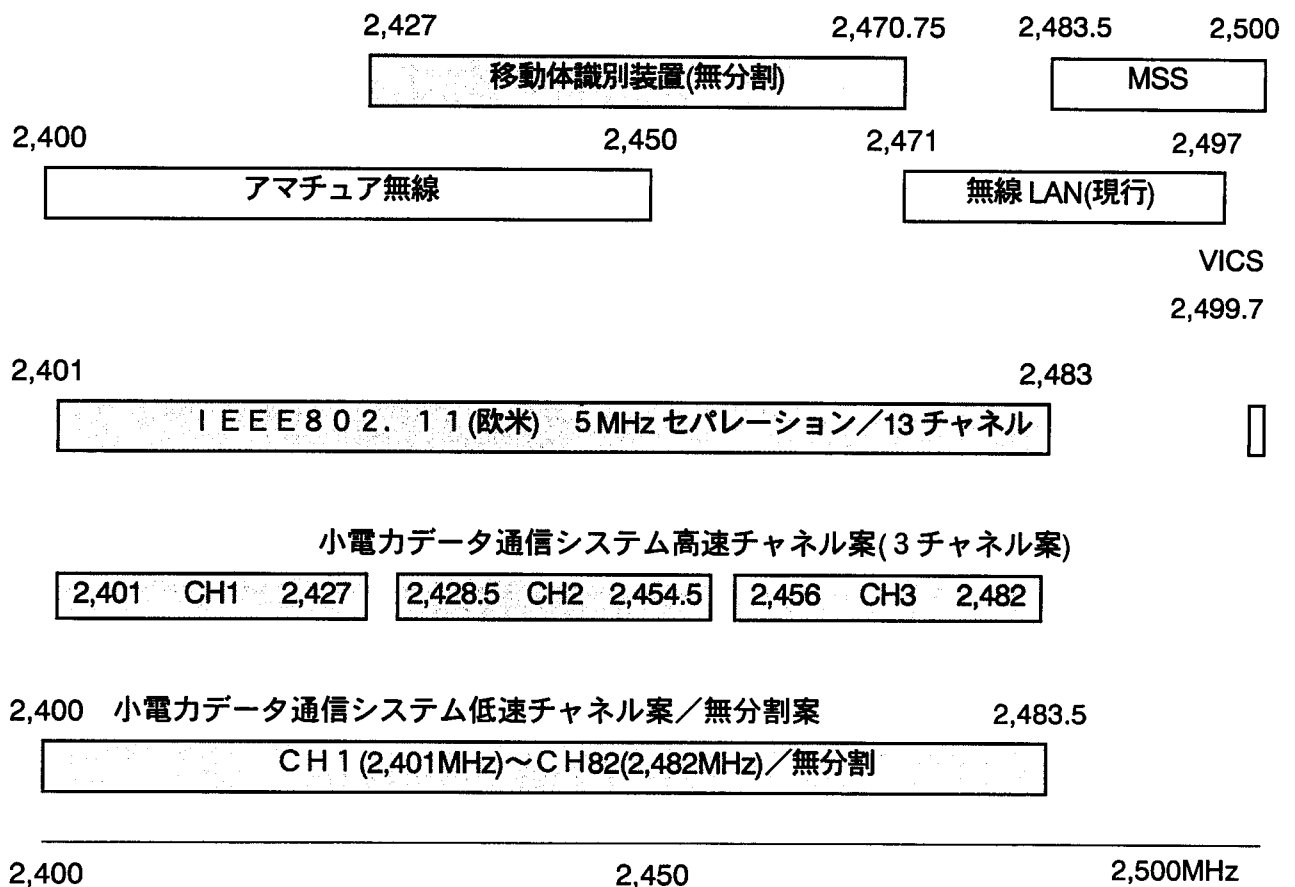 2,427 2,470.75 2,483.5 2,500
移動体識別装置(無分割) MSS
2,400 2,450 2,471 2,497
アマチュア無線 無線LAN(現行)
VICS
2,499.7
2,401 2,483
IEEE802.11(欧米) 5MHzセパレーション/13チャネル
小電力データ通信システム高速チャネル案(3チャネル案)
2,401 CH1 2,427 2,428.5 CH2 2,454.5 2,456 CH3 2,482
2,400 小電力データ通信システム低速チャネル案/無分割案 2,483.5
CH1(2,401MHz)~CH82(2,482MHz)/無分割
2,400 2,450 2,500MHz